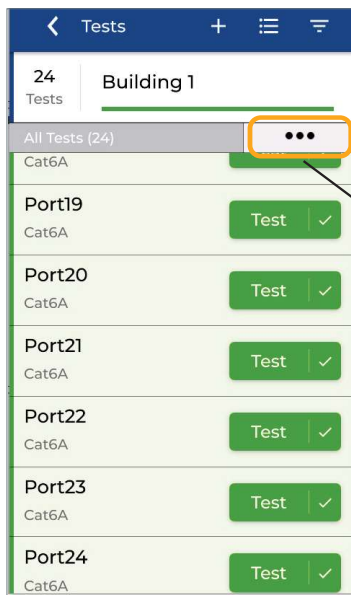 Tests
24
Tests
Building 1
All Tests (24)
Cat6A
Port19
Cat6A
Test
Port20
Cat6A
Test
Port21
Cat6A
Test
Port22
Cat6A
Test
Port23
Cat6A
Test
Port24
Cat6A
Test